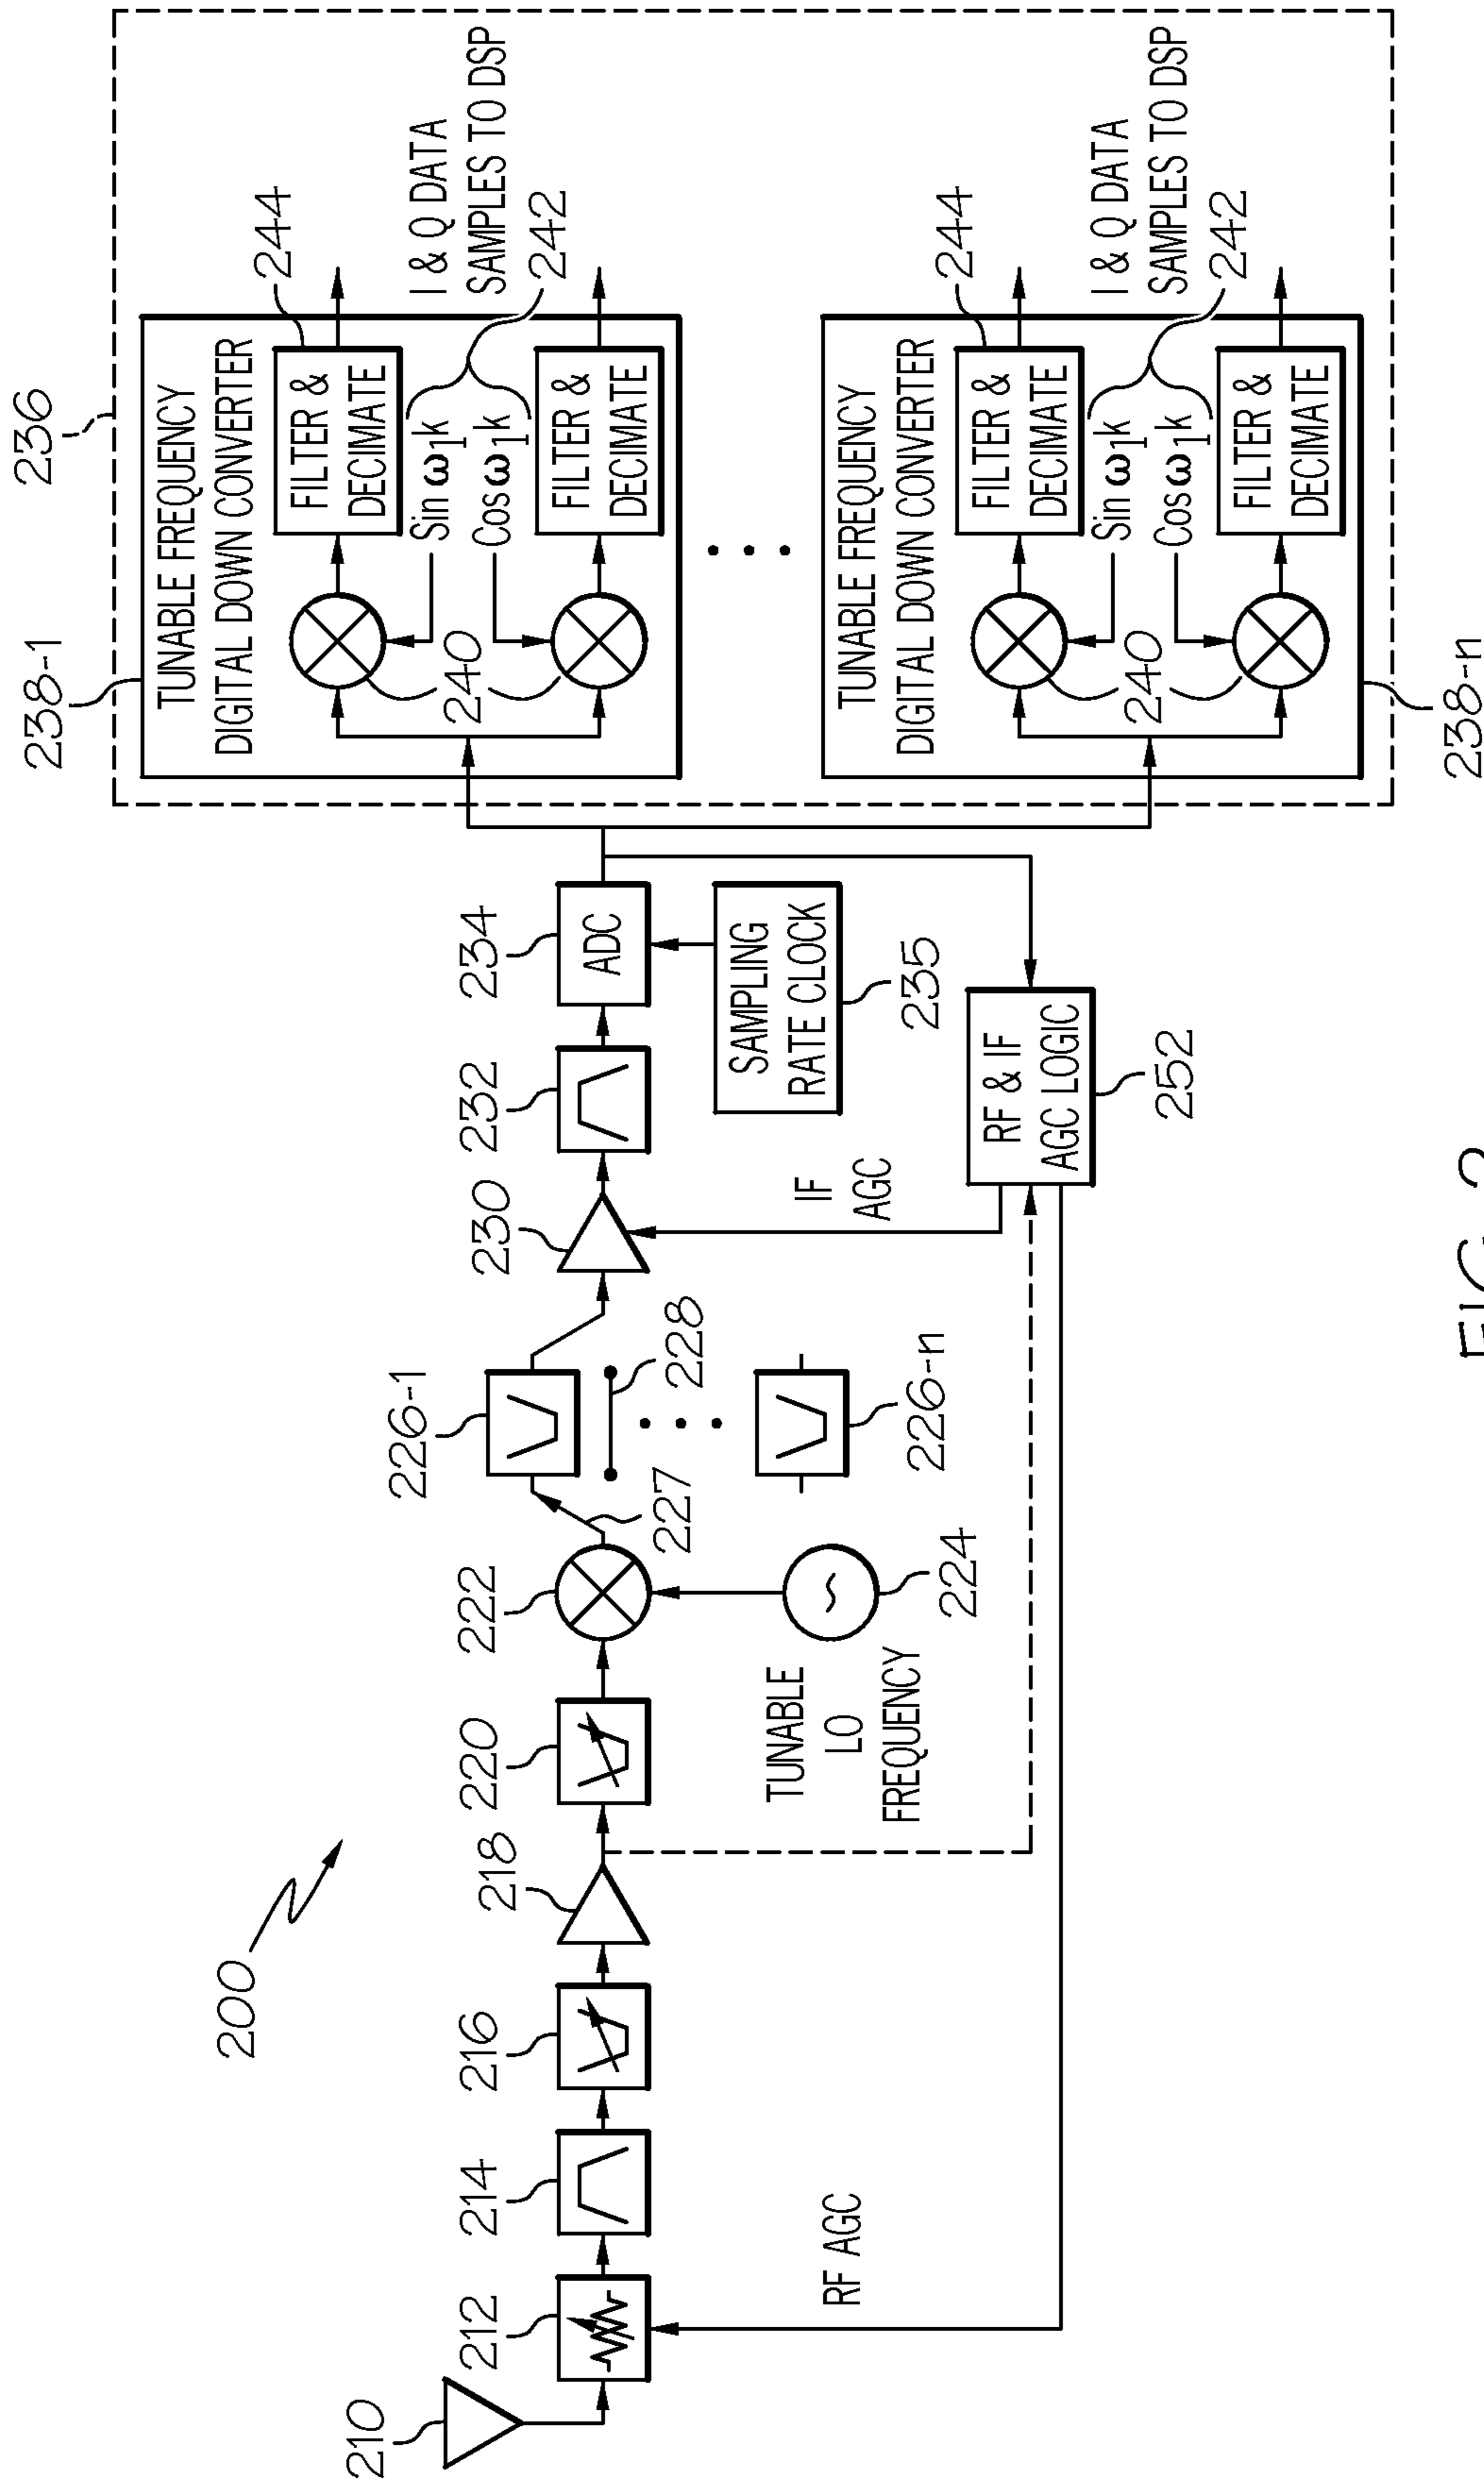 200
210
212
214
216
218
220
222
TUNABLE
LO
FREQUENCY
224
227
226-1
228
226-n
230
232
234
ADC
SAMPLING
RATE CLOCK
235
IF
AGC
RF AGC
RF & IF
AGC LOGIC
252
236
238-1
TUNABLE FREQUENCY
DIGITAL DOWN CONVERTER
FILTER &
DECIMATE
244
240
Sin ω₁k
Cos ω₁k
242
FILTER &
DECIMATE
I & Q DATA
SAMPLES TO DSP
TUNABLE FREQUENCY
DIGITAL DOWN CONVERTER
FILTER &
DECIMATE
244
240
Sin ω₁k
Cos ω₁k
242
FILTER &
DECIMATE
I & Q DATA
SAMPLES TO DSP
238-n